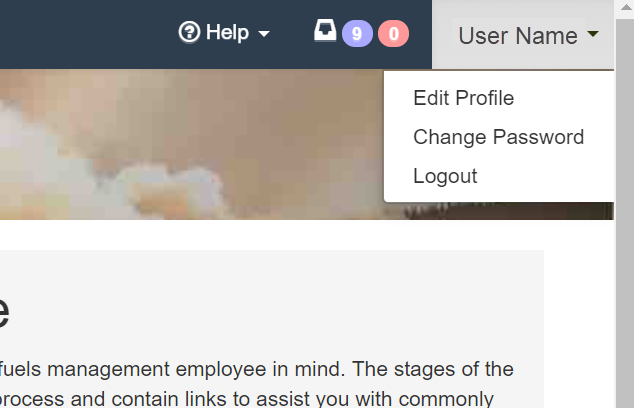 Help 9 0 User Name
Edit Profile
Change Password
Logout
e
fuels management employee in mind. The stages of the
process and contain links to assist you with commonly